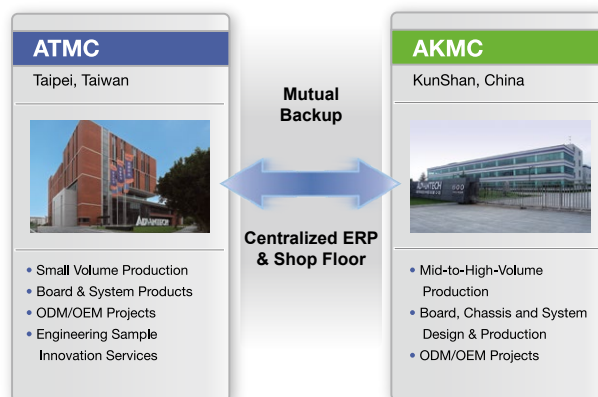 ATMC
Taipei, Taiwan
ADVANTECH
• Small Volume Production
• Board & System Products
• ODM/OEM Projects
• Engineering Sample
Innovation Services
Mutual
Backup
Centralized ERP
& Shop Floor
AKMC
KunShan, China
ADVANTECH
• Mid-to-High-Volume
Production
• Board, Chassis and System
Design & Production
• ODM/OEM Projects